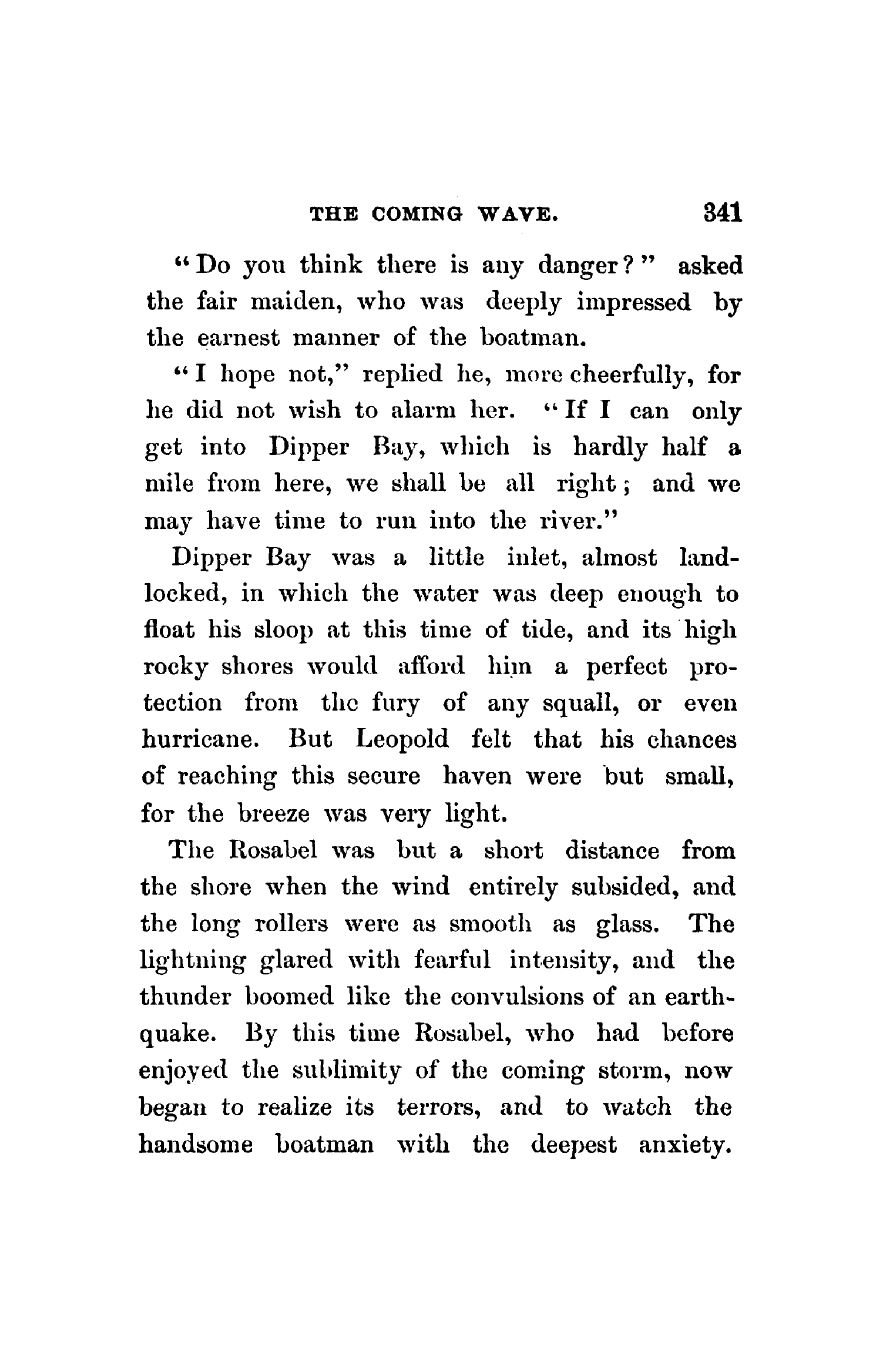 THE COMING WAVE. 341
“Do you think there is any danger?” asked
the fair maiden, who was deeply impressed by
the earnest manner of the boatman.
“I hope not,” replied he, more cheerfully, for
he did not wish to alarm her. “If I can only
get into Dipper Bay, which is hardly half a
mile from here, we shall be all right; and we
may have time to run into the river.”
Dipper Bay was a little inlet, almost land-
locked, in which the water was deep enough to
float his sloop at this time of tide, and its high
rocky shores would afford him a perfect pro-
tection from the fury of any squall, or even
hurricane. But Leopold felt that his chances
of reaching this secure haven were but small,
for the breeze was very light.
The Rosabel was but a short distance from
the shore when the wind entirely subsided, and
the long rollers were as smooth as glass. The
lightning glared with fearful intensity, and the
thunder boomed like the convulsions of an earth-
quake. By this time Rosabel, who had before
enjoyed the sublimity of the coming storm, now
began to realize its terrors, and to watch the
handsome boatman with the deepest anxiety.